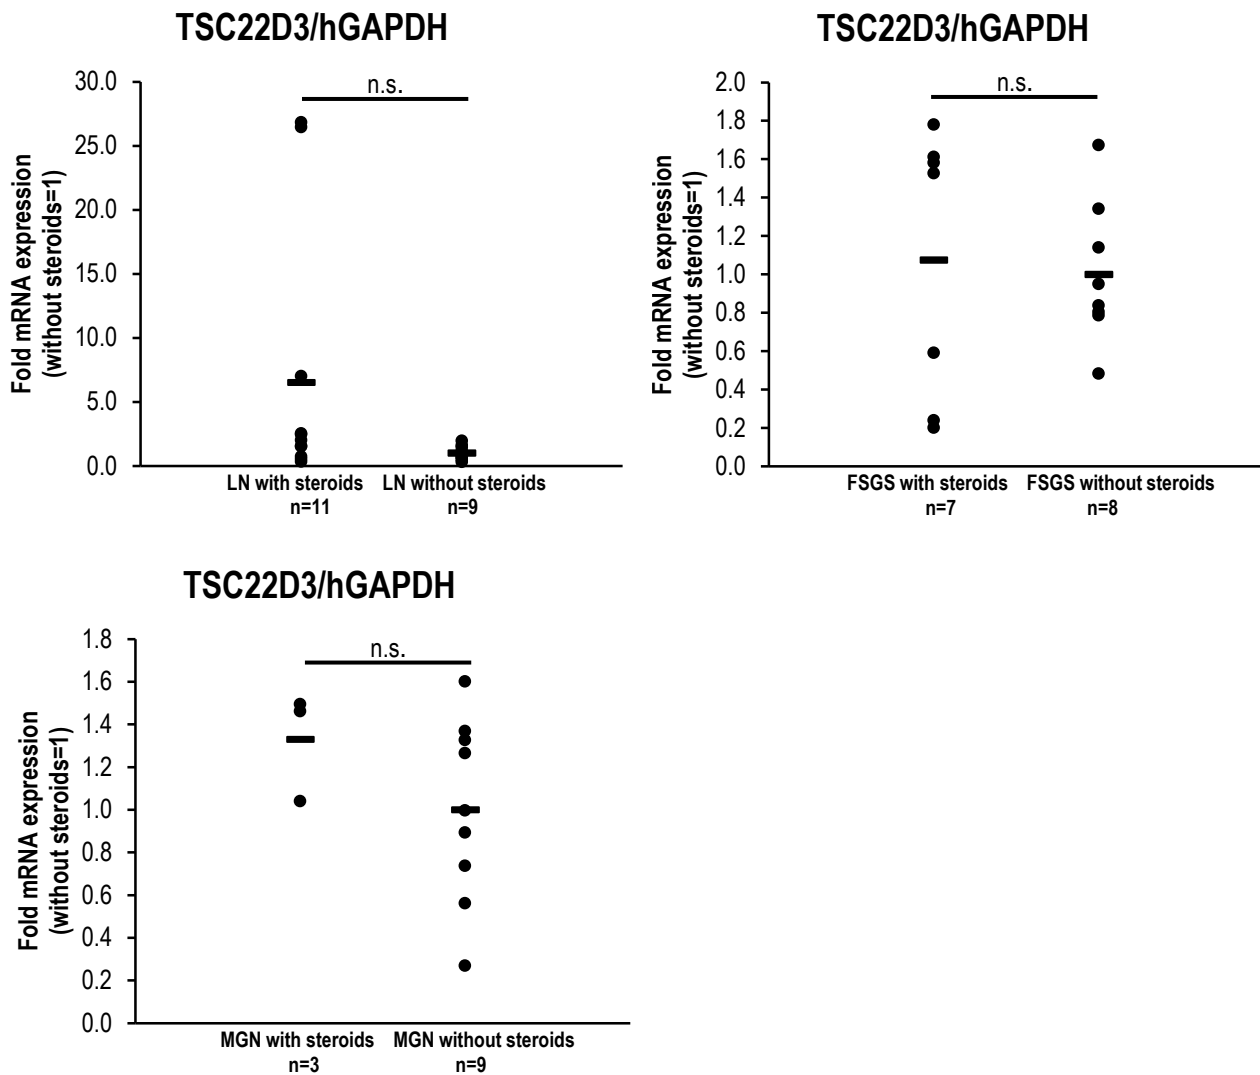 TSC22D3/hGAPDH
n.s.
Fold mRNA expression
(without steroids=1)
30.0
25.0
20.0
15.0
10.0
5.0
0.0
LN with steroids
n=11
LN without steroids
n=9
TSC22D3/hGAPDH
n.s.
Fold mRNA expression
(without steroids=1)
2.0
1.8
1.6
1.4
1.2
1.0
0.8
0.6
0.4
0.2
0.0
FSGS with steroids
n=7
FSGS without steroids
n=8
TSC22D3/hGAPDH
n.s.
Fold mRNA expression
(without steroids=1)
1.8
1.6
1.4
1.2
1.0
0.8
0.6
0.4
0.2
0.0
MGN with steroids
n=3
MGN without steroids
n=9